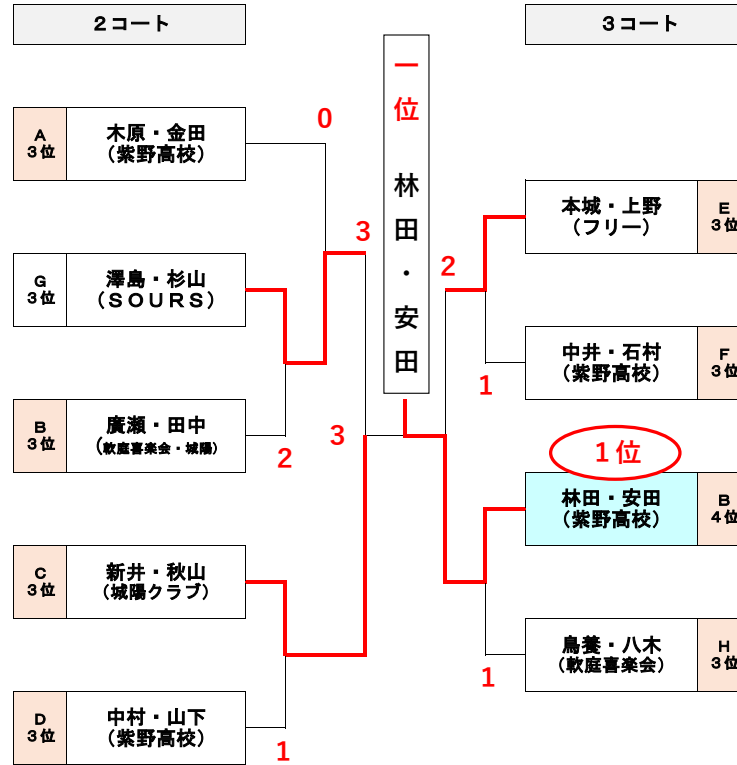 ２コート
３コート
一位 林田・安田
A
３位
木原・金田
（紫野高校）
0
G
３位
澤島・杉山
（ＳＯＵＲＳ）
3
B
３位
廣瀬・田中
（軟庭喜楽会・城陽）
2
3
C
３位
新井・秋山
（城陽クラブ）
D
３位
中村・山下
（紫野高校）
1
本城・上野
（フリー）
E
３位
2
中井・石村
（紫野高校）
F
３位
1
１位
林田・安田
（紫野高校）
B
４位
鳥養・八木
（軟庭喜楽会）
H
３位
1